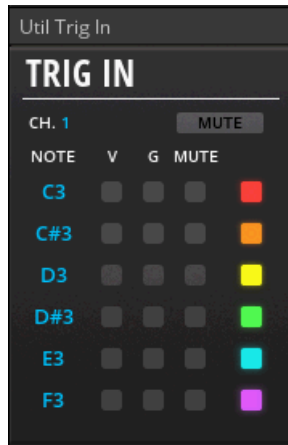 Util Trig In
TRIG IN
CH. 1 MUTE
NOTE V G MUTE
C3
C#3
D3
D#3
E3
F3